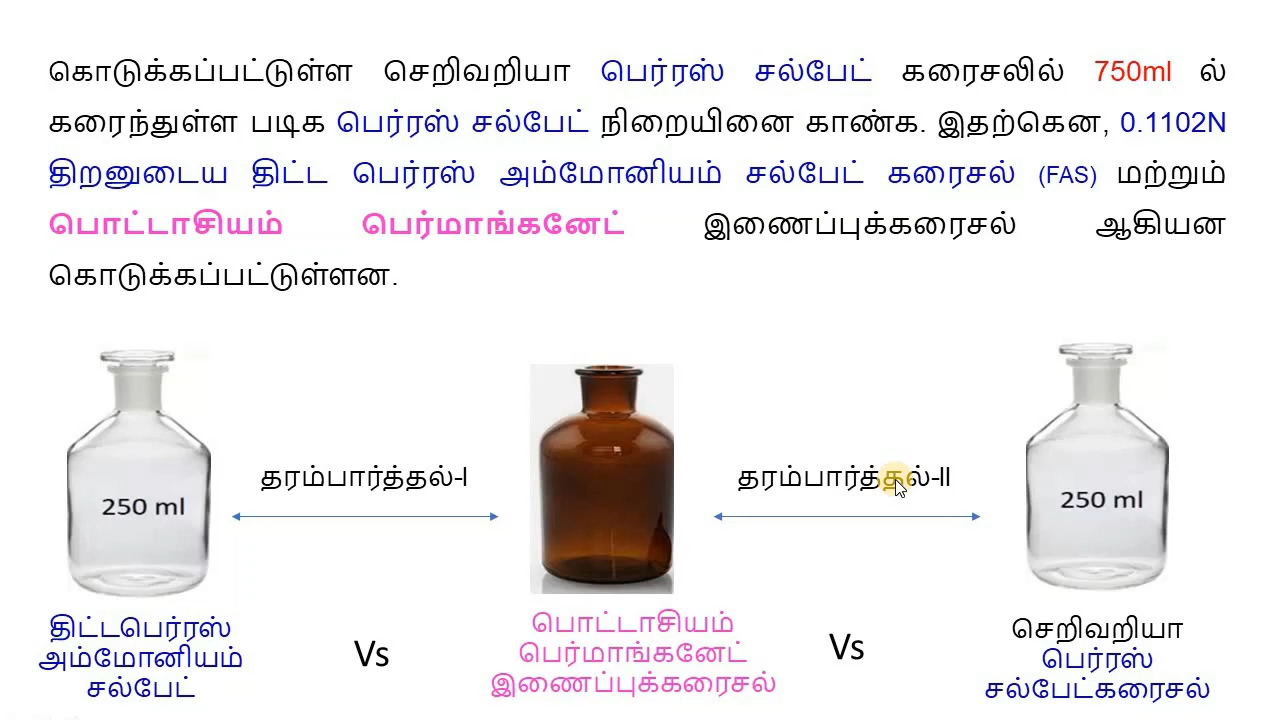 கொடுக்கப்பட்டுள்ள செறிவறியா பெர்ரஸ் சல்பேட் கரைசலில் 750ml ல்
கரைந்துள்ள படிக பெர்ரஸ் சல்பேட் நிறையினை காண்க. இதற்கென, 0.1102N
திறனுடைய திட்ட பெர்ரஸ் அம்மோனியம் சல்பேட் கரைசல் (FAS) மற்றும்
பொட்டாசியம் பெர்மாங்கனேட் இணைப்புக்கரைசல் ஆகியன
கொடுக்கப்பட்டுள்ளன.
தரம்பார்த்தல்-I
தரம்பார்த்தல்-II
250 ml
250 ml
திட்டபெர்ரஸ்
அம்மோனியம்
சல்பேட்
Vs
பொட்டாசியம்
பெர்மாங்கனேட்
இணைப்புக்கரைசல்
Vs
செறிவறியா
பெர்ரஸ்
சல்பேட்கரைசல்